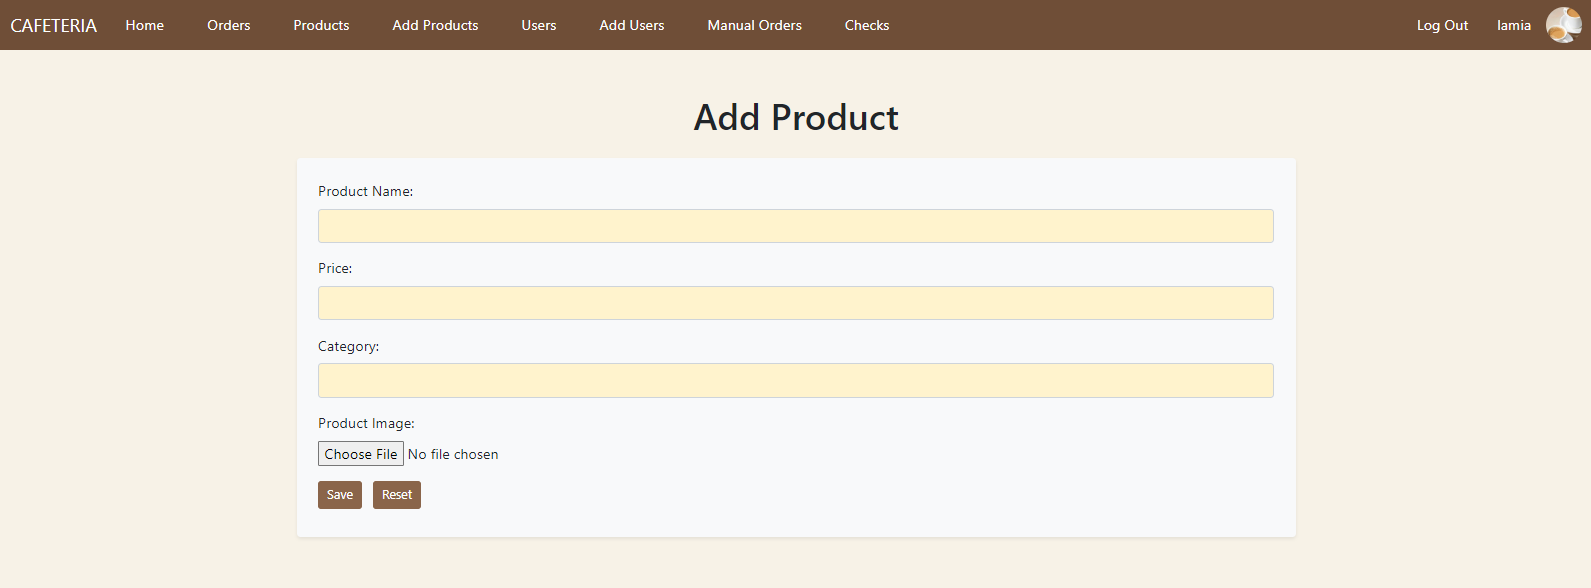 CAFETERIA Home Orders Products Add Products Users Add Users Manual Orders Checks Log Out lamia
Add Product
Product Name:
Price:
Category:
Product Image:
Choose File No file chosen
Save Reset